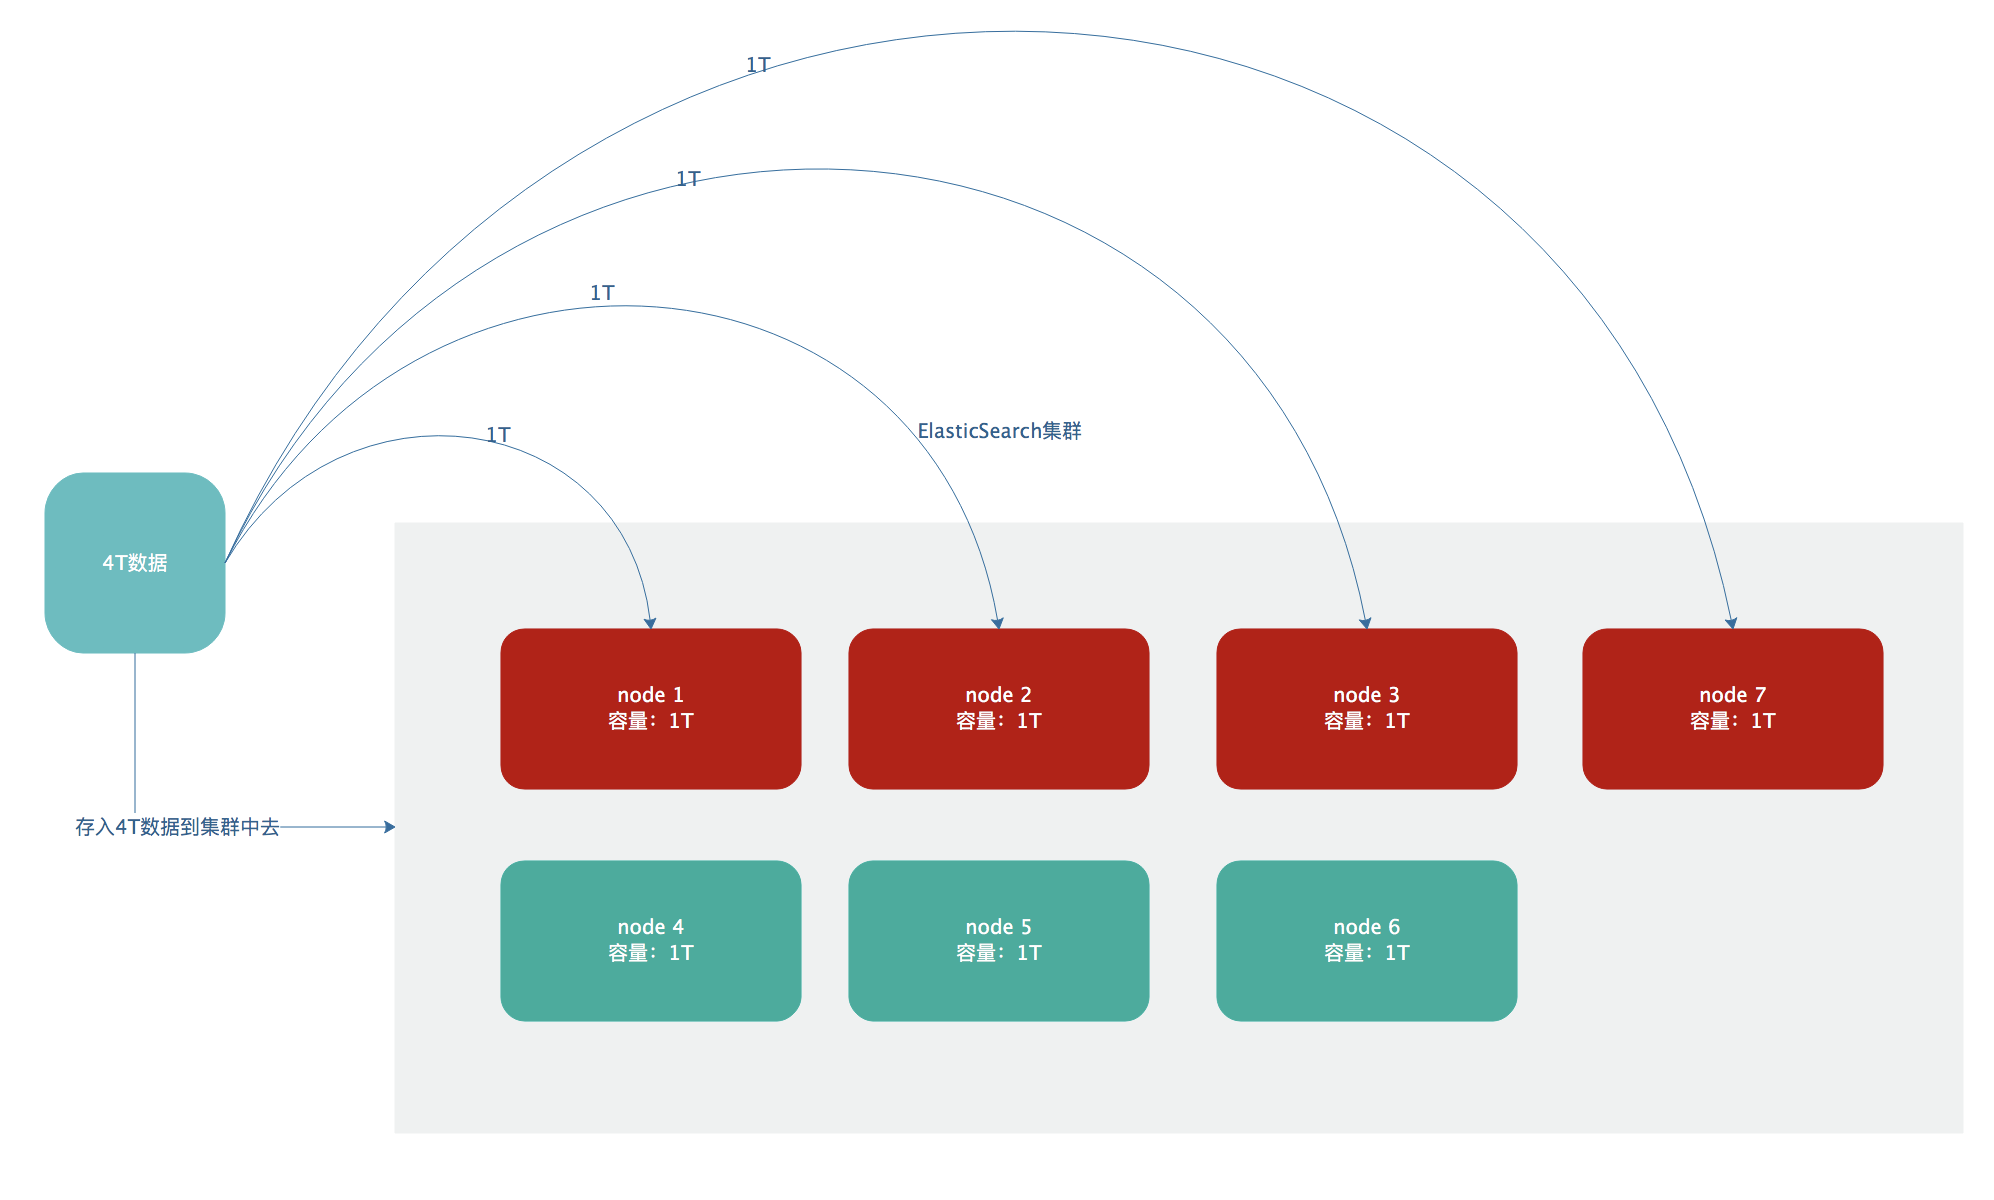 1T
1T
1T
1T
ElasticSearch集群
4T数据
存入4T数据到集群中去
node 1
容量：1T
node 2
容量：1T
node 3
容量：1T
node 7
容量：1T
node 4
容量：1T
node 5
容量：1T
node 6
容量：1T